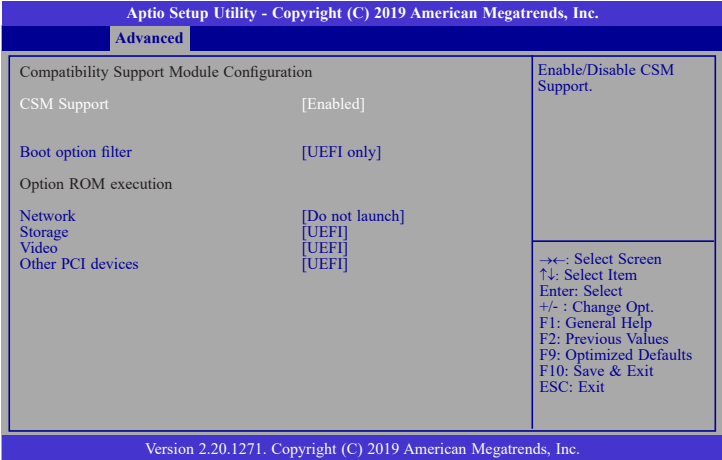 Aptio Setup Utility - Copyright (C) 2019 American Megatrends, Inc.
Advanced
Compatibility Support Module Configuration
CSM Support [Enabled]
Boot option filter [UEFI only]
Option ROM execution
Network [Do not launch]
Storage [UEFI]
Video [UEFI]
Other PCI devices [UEFI]
Enable/Disable CSM
Support.
→←: Select Screen
↑↓: Select Item
Enter: Select
+/- : Change Opt.
F1: General Help
F2: Previous Values
F9: Optimized Defaults
F10: Save & Exit
ESC: Exit
Version 2.20.1271. Copyright (C) 2019 American Megatrends, Inc.